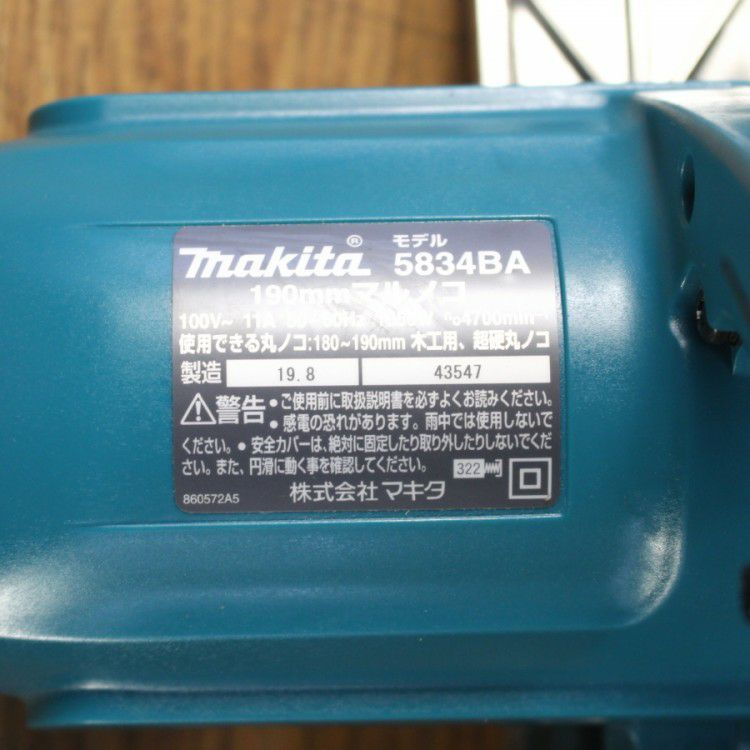 makita® モデル 5834BA
190mmマルノコ
100V~ 11A 50/60Hz 1050W n₀4700min⁻¹
使用できる丸ノコ:180~190mm 木工用、超硬丸ノコ
製造 19.8 43547
⚠警告 • ご使用前に取扱説明書を必ずよくお読みください。
• 感電の恐れがあります。雨中では使用しないで
ください。• 安全カバーは、絶対に固定したり取り外したりしないでくだ
さい。また、円滑に動く事を確認してください。 322
860572A5 株式会社 マキタ